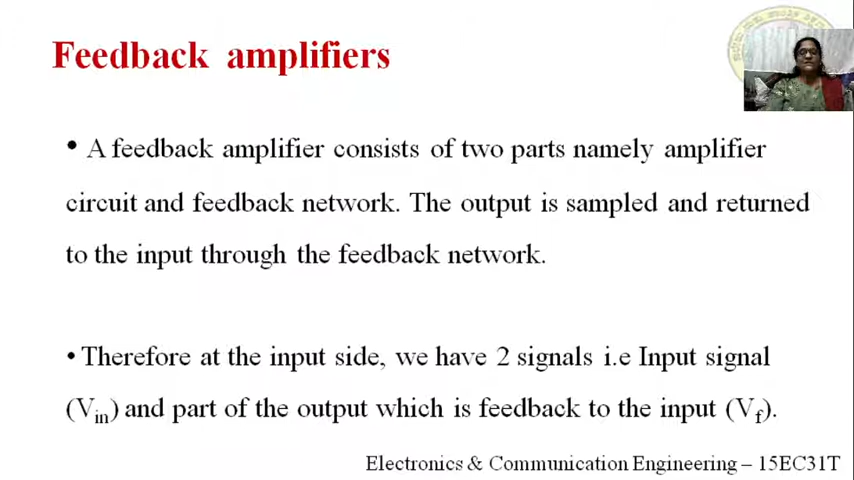 Feedback amplifiers
• A feedback amplifier consists of two parts namely amplifier
circuit and feedback network. The output is sampled and returned
to the input through the feedback network.
• Therefore at the input side, we have 2 signals i.e Input signal
(Vin) and part of the output which is feedback to the input (Vf).
Electronics & Communication Engineering – 15EC31T